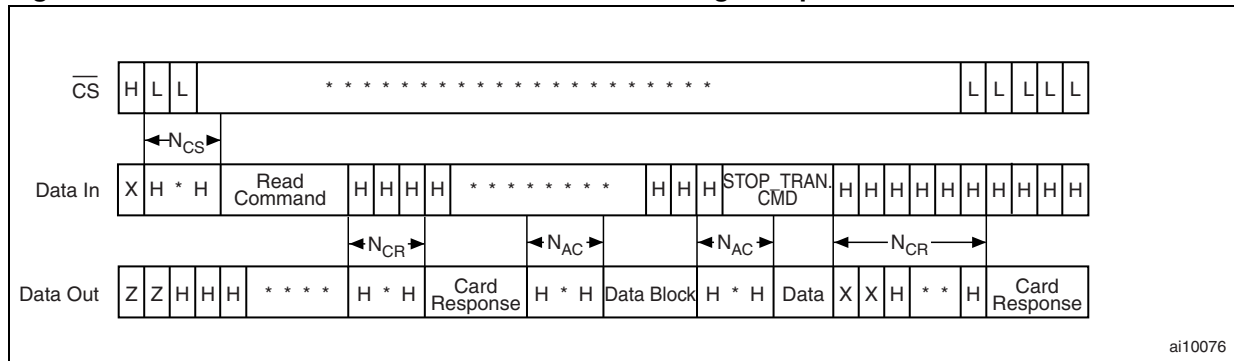 CS H L L * * * * * * * * * * * * * * * * L L L L L
NCS
Data In X H * H Read Command H H H H * * * * * * * * H H H STOP_TRAN. CMD H H H H H H H H H H
NCR NAC NAC NCR
Data Out Z Z H H H * * * * H * H Card Response H * H Data Block H * H Data X X H * * H Card Response
ai10076